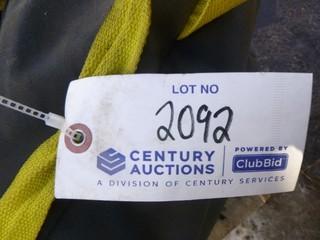 LOT NO
2092
CENTURY AUCTIONS
POWERED BY
ClubBid
A DIVISION OF CENTURY SERVICES